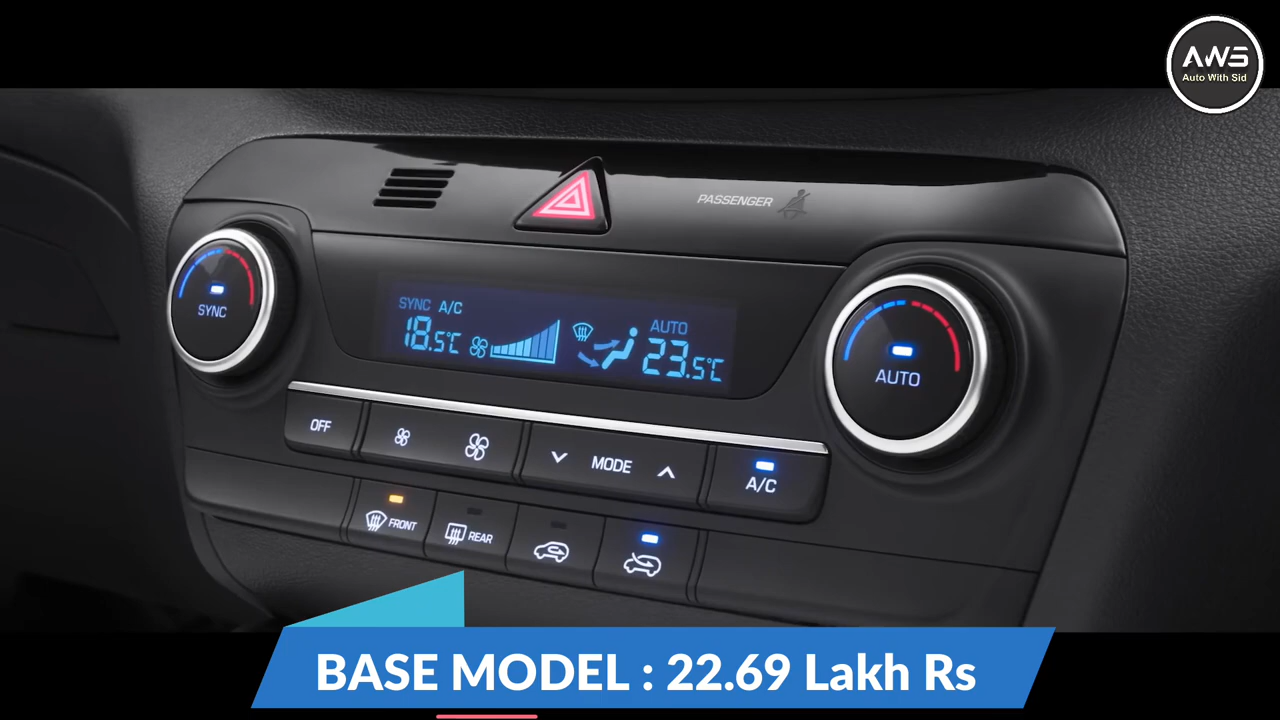 AWS
Auto With Sid
PASSENGER
SYNC A/C
AUTO
18.5°C
23.5°C
SYNC
AUTO
OFF
MODE
A/C
FRONT
REAR
BASE MODEL : 22.69 Lakh Rs